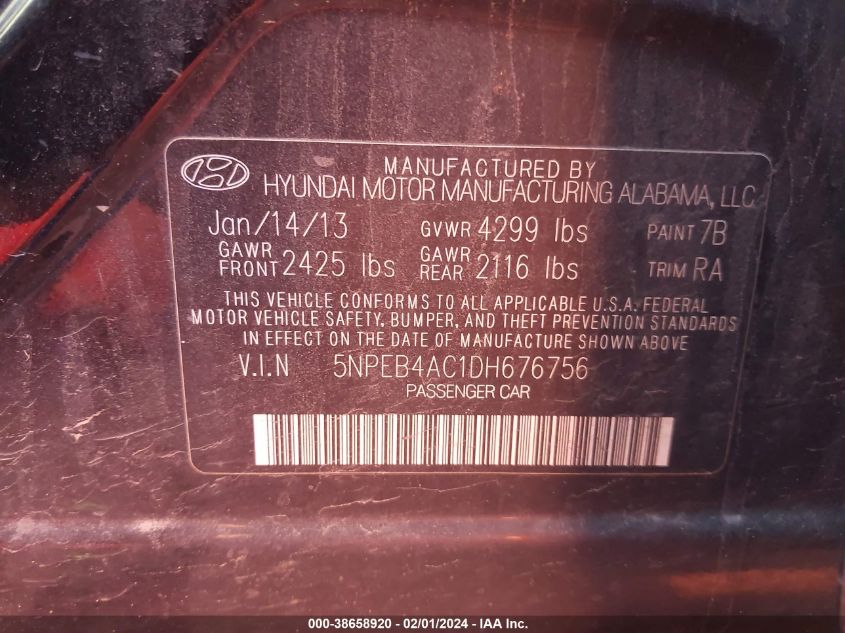 MANUFACTURED BY
HYUNDAI MOTOR MANUFACTURING ALABAMA, LLC
Jan/14/13 GVWR 4299 lbs PAINT 7B
GAWR FRONT 2425 lbs GAWR REAR 2116 lbs TRIM RA
THIS VEHICLE CONFORMS TO ALL APPLICABLE U.S.A. FEDERAL
MOTOR VEHICLE SAFETY, BUMPER, AND THEFT PREVENTION STANDARDS
IN EFFECT ON THE DATE OF MANUFACTURE SHOWN ABOVE
V.I.N 5NPEB4AC1DH676756
PASSENGER CAR
000-38658920 - 02/01/2024 - IAA Inc.